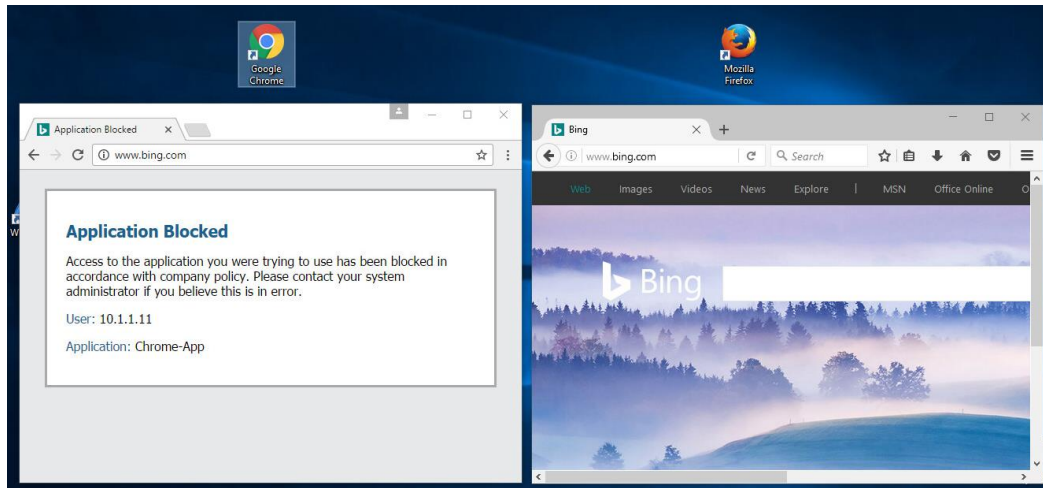 Google
Chrome
Mozilla
Firefox
Application Blocked
www.bing.com
W
Application Blocked
Access to the application you were trying to use has been blocked in
accordance with company policy. Please contact your system
administrator if you believe this is in error.
User: 10.1.1.11
Application: Chrome-App
Bing
www.bing.com
Search
Web Images Videos News Explore | MSN Office Online O
Bing